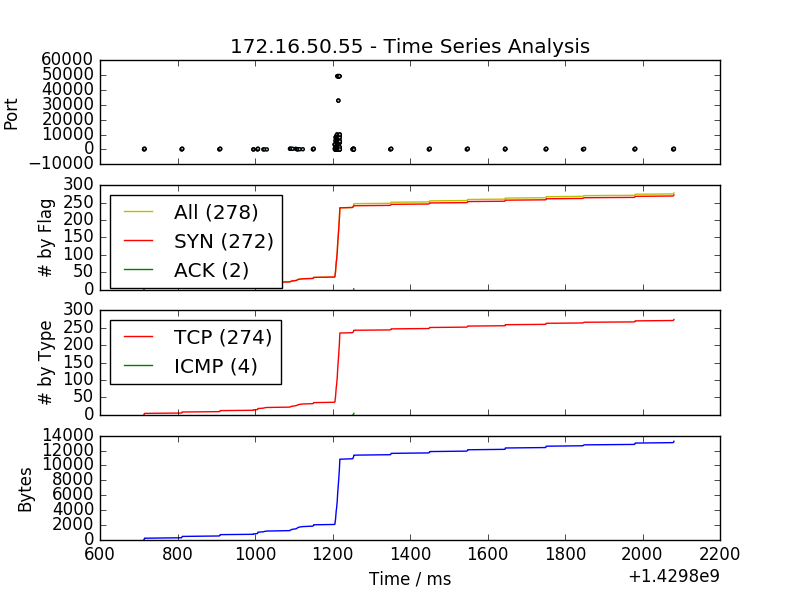 172.16.50.55 - Time Series Analysis
60000
50000
40000
30000
20000
10000
0
−10000
Port
300
250
200
150
100
50
0
# by Flag
All (278)
SYN (272)
ACK (2)
300
250
200
150
100
50
0
# by Type
TCP (274)
ICMP (4)
14000
12000
10000
8000
6000
4000
2000
0
Bytes
600 800 1000 1200 1400 1600 1800 2000 2200
Time / ms
+1.4298e9